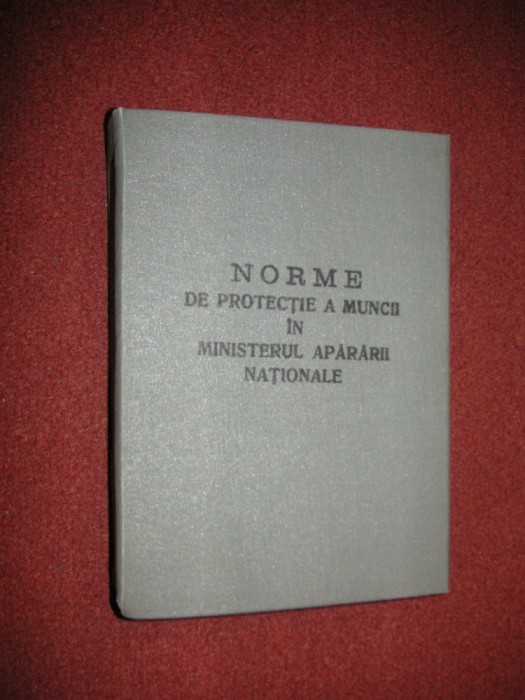 NORME
DE PROTECȚIE A MUNCII
ÎN
MINISTERUL APĂRĂRII
NAȚIONALE